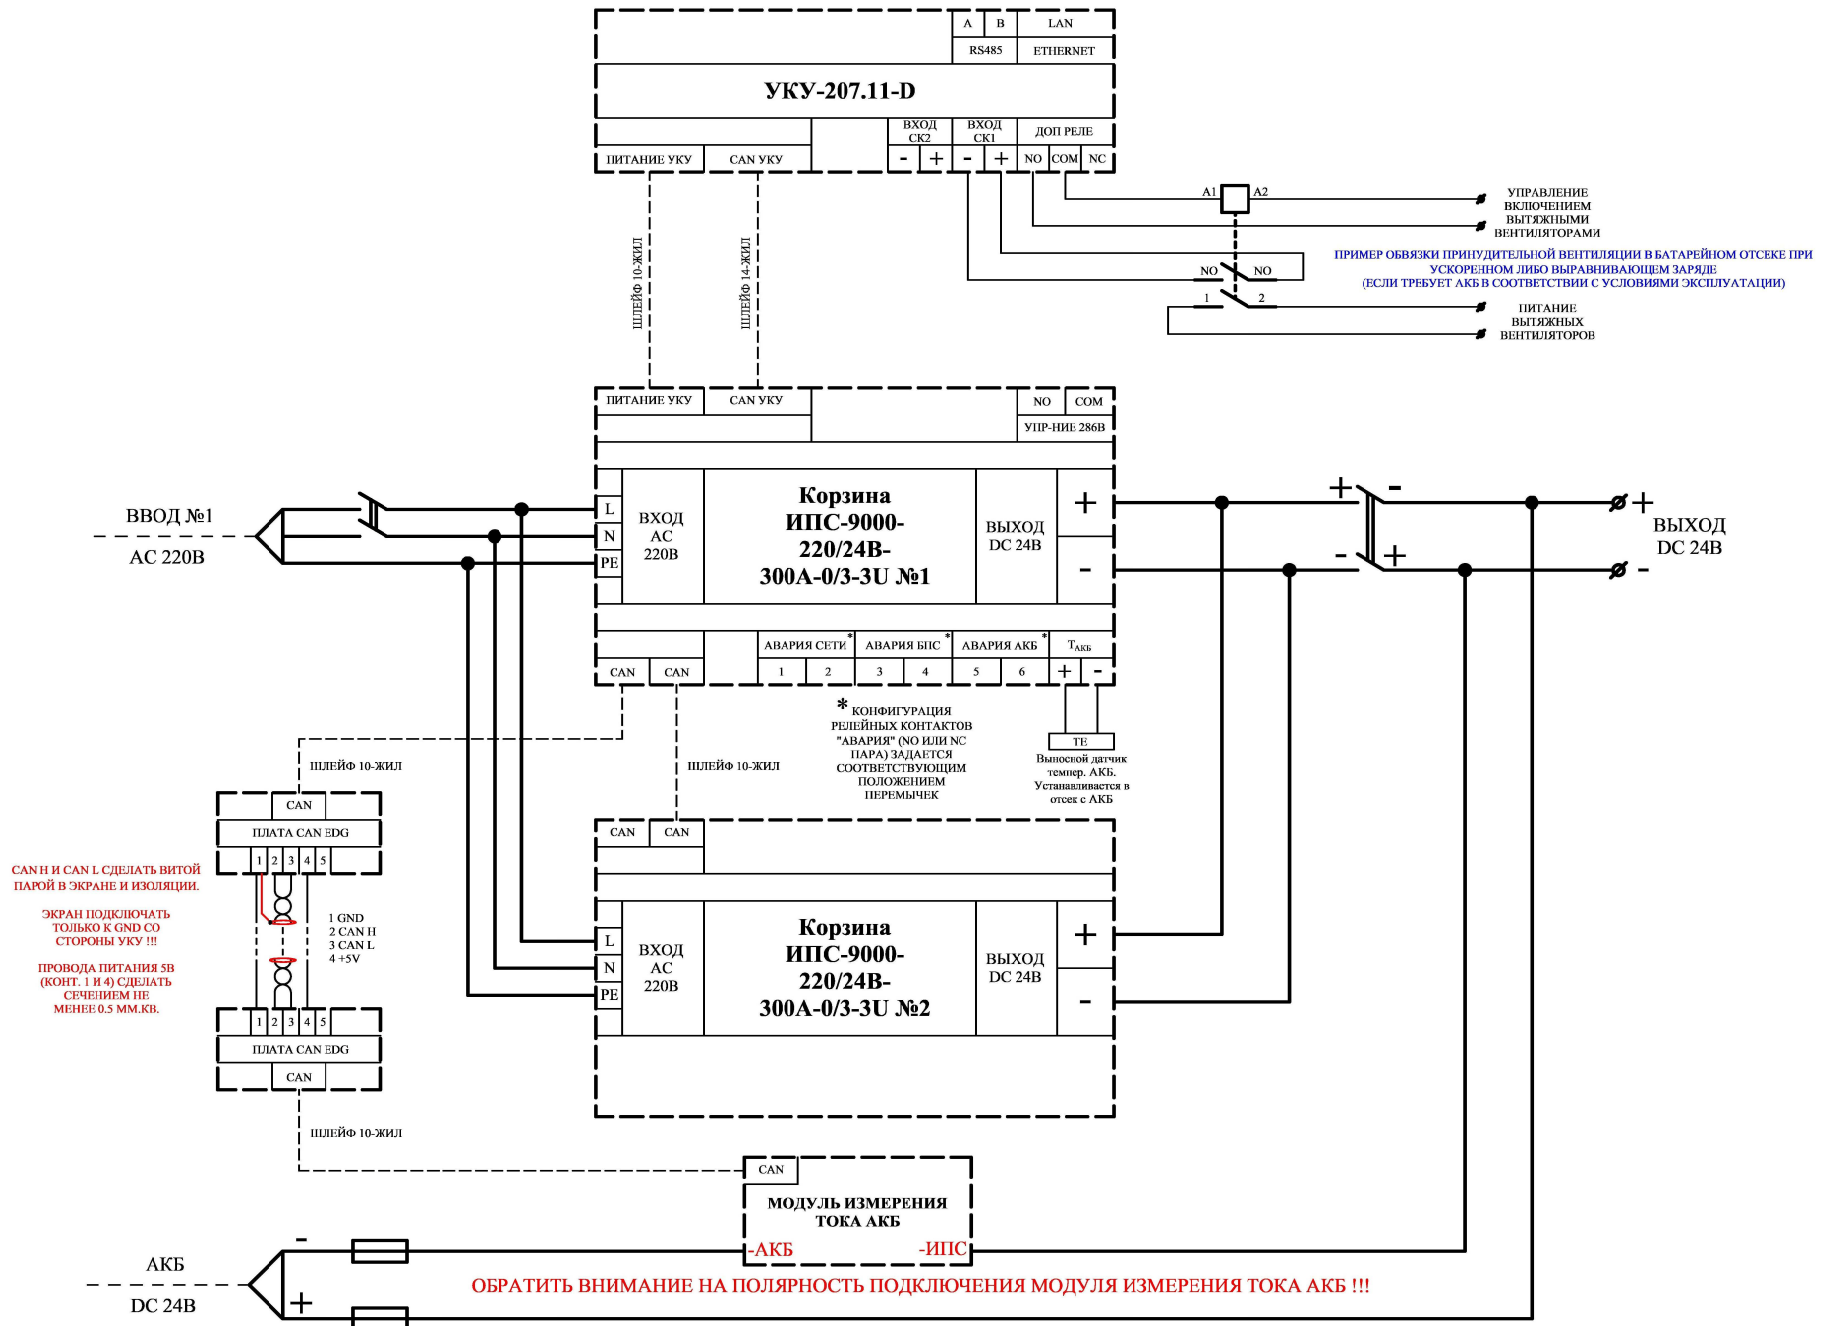 A B LAN
RS485 ETHERNET
УКУ-207.11-D
ВХОД СК2 ВХОД СК1 ДОП РЕЛЕ
ПИТАНИЕ УКУ CAN УКУ - + - + NO COM NC
A1 A2
УПРАВЛЕНИЕ
ВКЛЮЧЕНИЕМ
ВЫТЯЖНЫМИ
ВЕНТИЛЯТОРАМИ
ШЛЕЙФ 10-ЖИЛ
ШЛЕЙФ 14-ЖИЛ
ПРИМЕР ОБВЯЗКИ ПРИНУДИТЕЛЬНОЙ ВЕНТИЛЯЦИИ В БАТАРЕЙНОМ ОТСЕКЕ ПРИ
УСКОРЕННОМ ЛИБО ВЫРАВНИВАЮЩЕМ ЗАРЯДЕ
(ЕСЛИ ТРЕБУЕТ АКБ В СООТВЕТСТВИИ С УСЛОВИЯМИ ЭКСПЛУАТАЦИИ)
NO NO
1 2
ПИТАНИЕ
ВЫТЯЖНЫХ
ВЕНТИЛЯТОРОВ
ПИТАНИЕ УКУ CAN УКУ NO COM
УПР-НИЕ 286В
ВВОД №1
AC 220В
L
N
PE
ВХОД
AC
220В
Корзина
ИПС-9000-
220/24В-
300А-0/3-3U №1
ВЫХОД
DC 24В
+
-
+ -
- +
+
-
ВЫХОД
DC 24В
АВАРИЯ СЕТИ* АВАРИЯ БПС* АВАРИЯ АКБ* TАКБ
CAN CAN 1 2 3 4 5 6 + -
* КОНФИГУРАЦИЯ
РЕЛЕЙНЫХ КОНТАКТОВ
"АВАРИЯ" (NO ИЛИ NC
ПАРА) ЗАДАЕТСЯ
СООТВЕТСТВУЮЩИМ
ПОЛОЖЕНИЕМ
ПЕРЕМЫЧЕК
TE
Выносной датчик
темпер. АКБ.
Устанавливается в
отсек с АКБ
ШЛЕЙФ 10-ЖИЛ
ШЛЕЙФ 10-ЖИЛ
CAN
ПЛАТА CAN EDG
1 2 3 4 5
CAN H И CAN L СДЕЛАТЬ ВИТОЙ
ПАРОЙ В ЭКРАНЕ И ИЗОЛЯЦИИ.
ЭКРАН ПОДКЛЮЧАТЬ
ТОЛЬКО К GND СО
СТОРОНЫ УКУ !!!
ПРОВОДА ПИТАНИЯ 5В
(КОНТ. 1 И 4) СДЕЛАТЬ
СЕЧЕНИЕМ НЕ
МЕНЕЕ 0.5 ММ.КВ.
1 GND
2 CAN H
3 CAN L
4 +5V
1 2 3 4 5
ПЛАТА CAN EDG
CAN
ШЛЕЙФ 10-ЖИЛ
CAN CAN
L
N
PE
ВХОД
AC
220В
Корзина
ИПС-9000-
220/24В-
300А-0/3-3U №2
ВЫХОД
DC 24В
+
-
CAN
МОДУЛЬ ИЗМЕРЕНИЯ
ТОКА АКБ
-АКБ -ИПС
АКБ
DC 24В
-
+
ОБРАТИТЬ ВНИМАНИЕ НА ПОЛЯРНОСТЬ ПОДКЛЮЧЕНИЯ МОДУЛЯ ИЗМЕРЕНИЯ ТОКА АКБ !!!